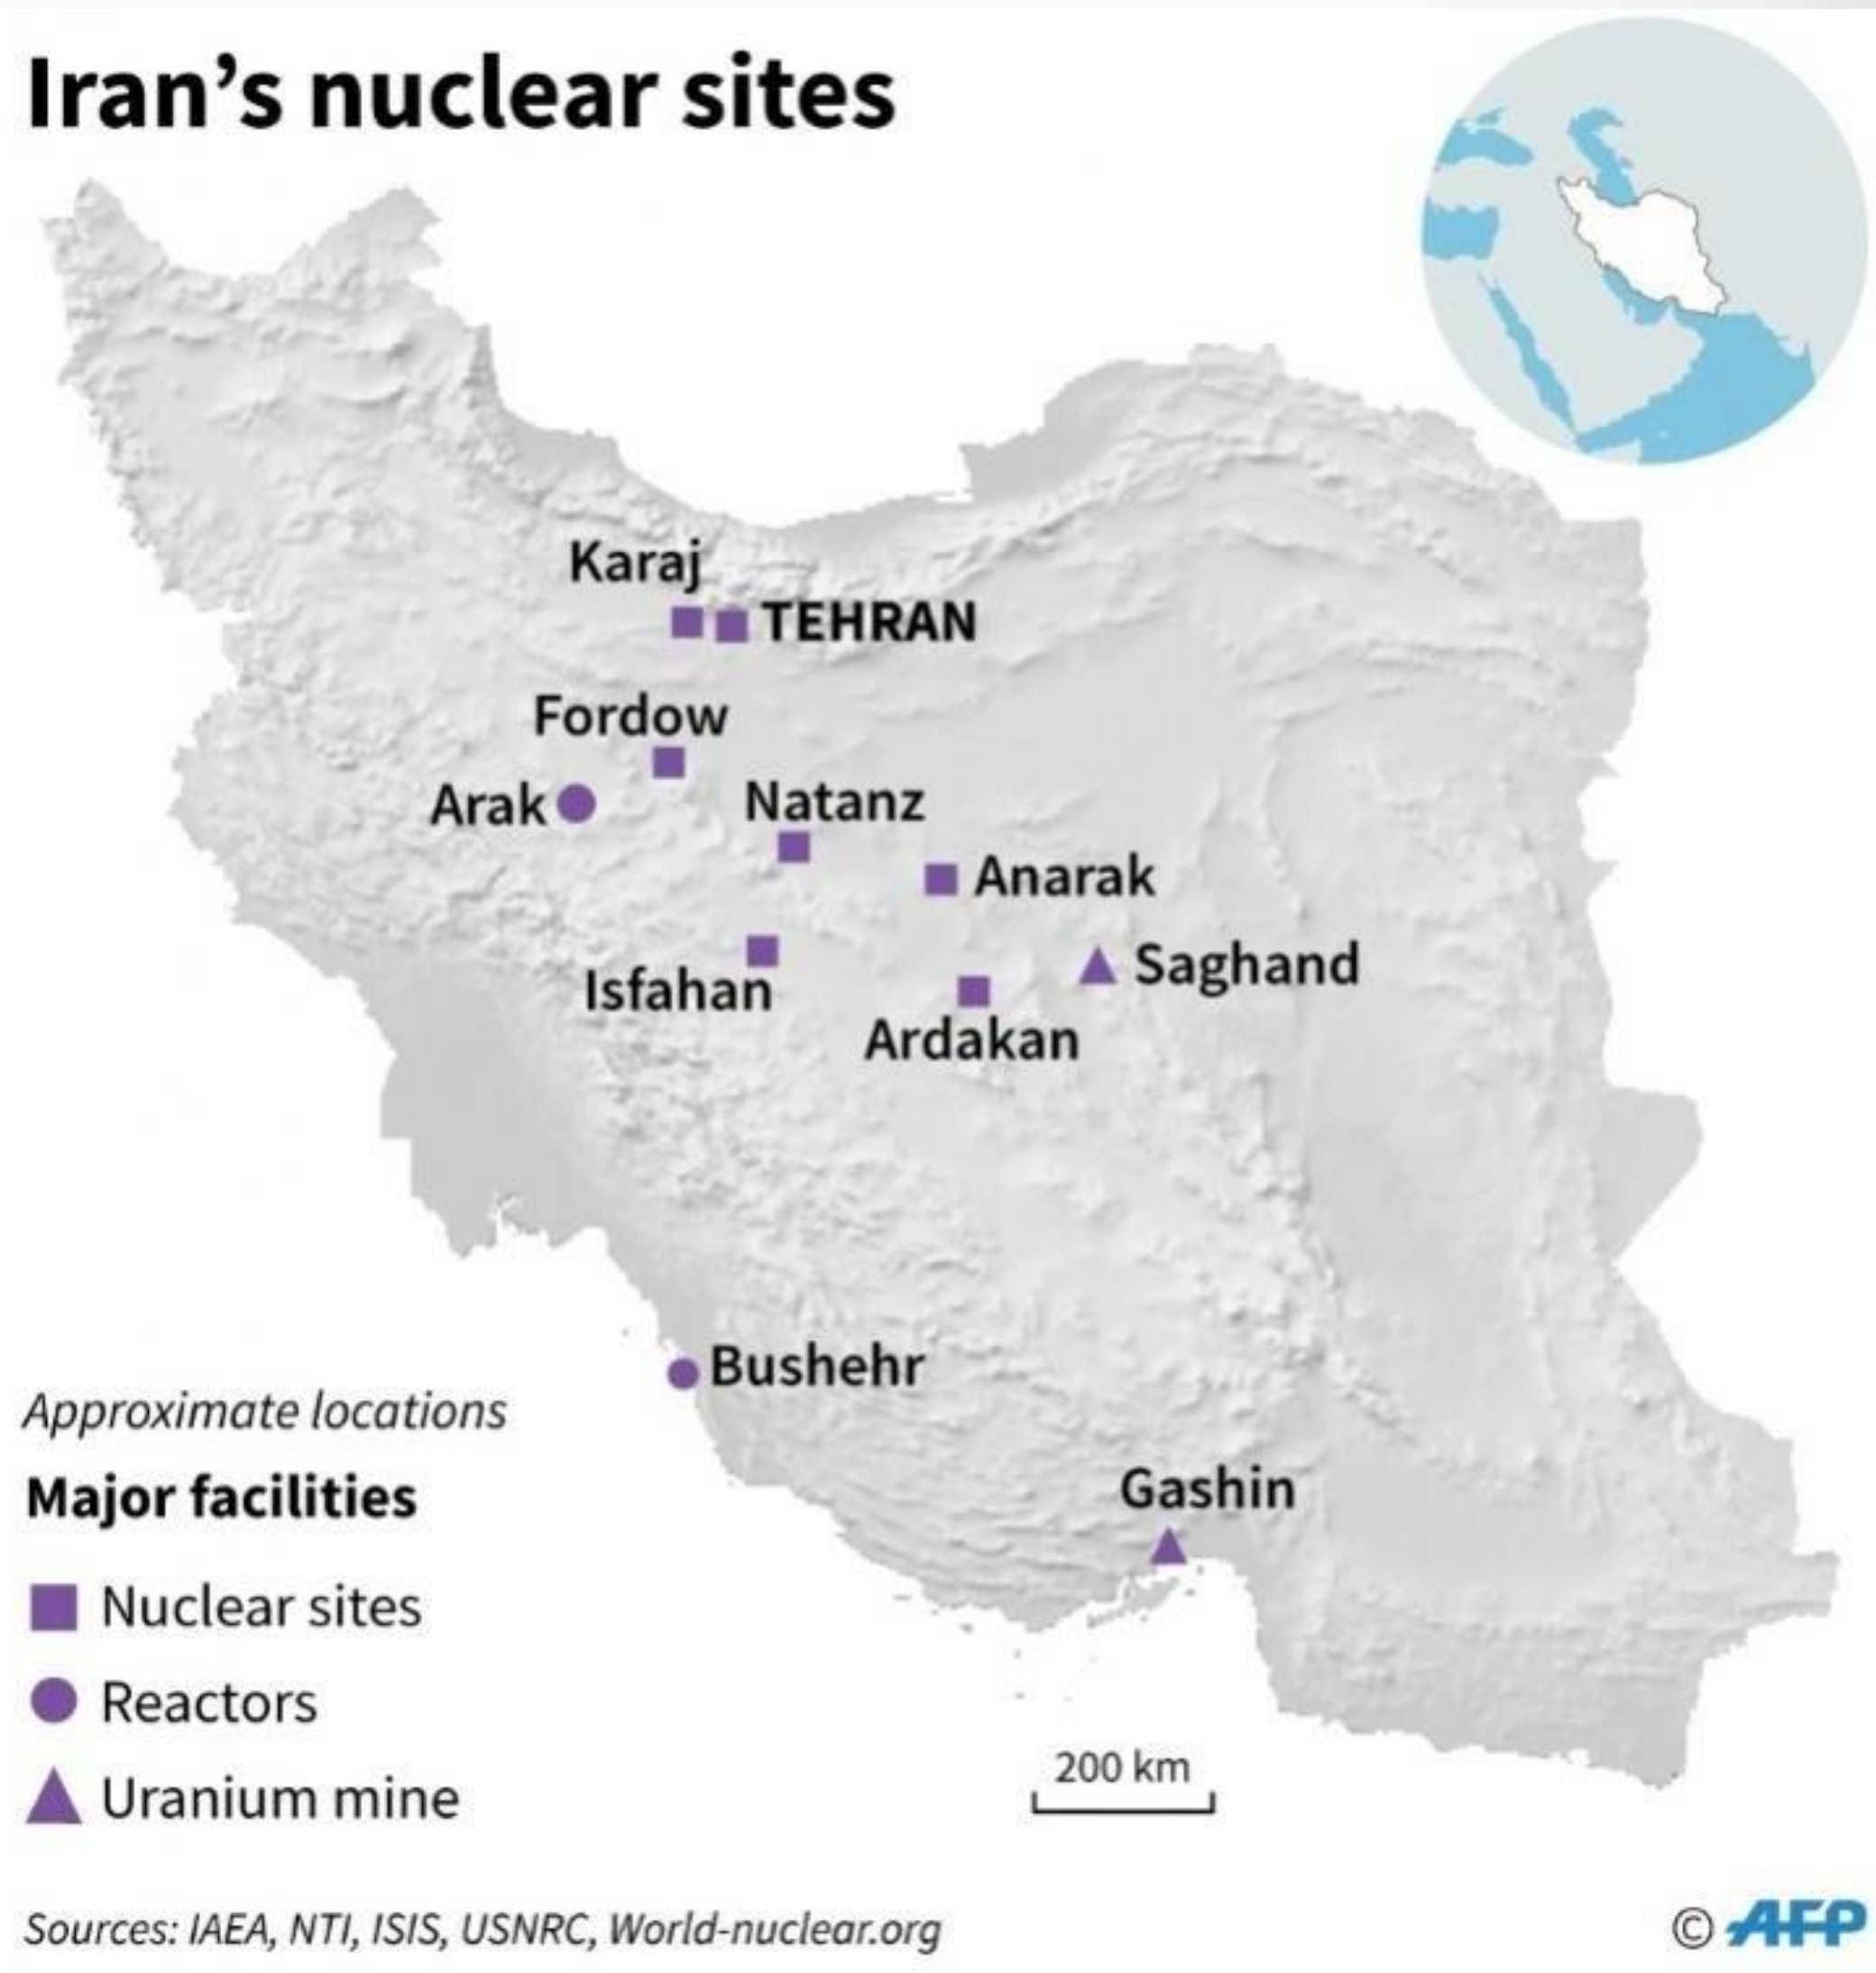 Iran’s nuclear sites
Karaj
TEHRAN
Fordow
Arak
Natanz
Anarak
Isfahan
Saghand
Ardakan
Bushehr
Gashin
Approximate locations
Major facilities
Nuclear sites
Reactors
Uranium mine
200 km
Sources: IAEA, NTI, ISIS, USNRC, World-nuclear.org
© AFP